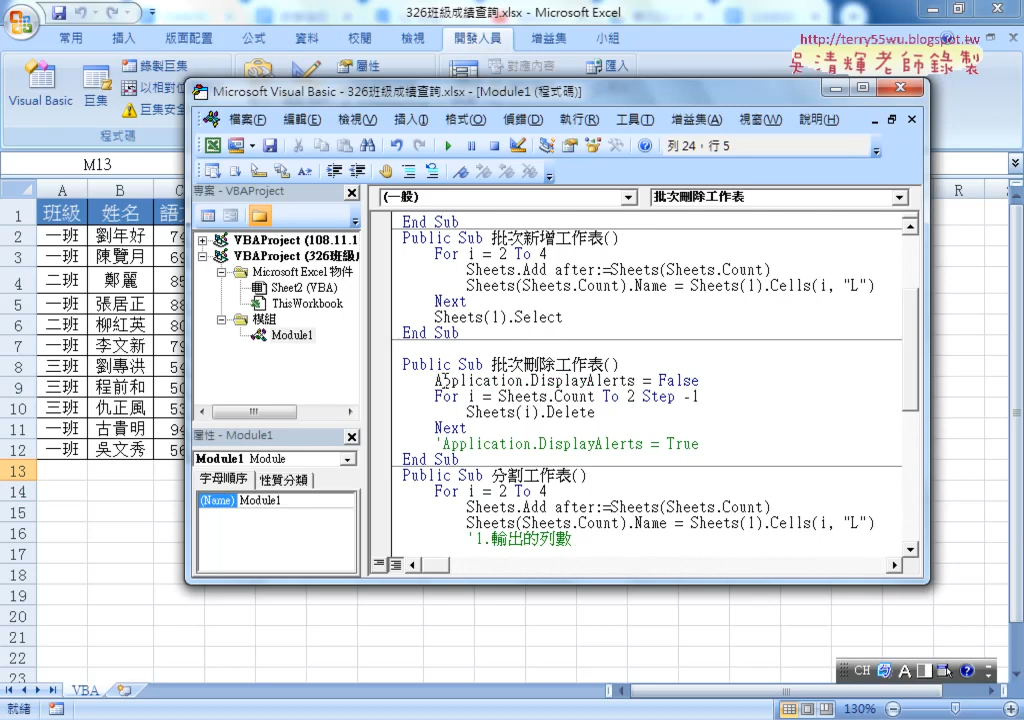 326班級成績查詢.xlsx - Microsoft Excel
常用 插入 版面配置 公式 資料 校閱 檢視 開發人員 增益集 小組
http://terry55wu.blogspot.tw
吳清輝老師錄製
Visual Basic 巨集 錄製巨集 以相對位 巨集安全 屬性 對應內容 匯入
程式碼
Microsoft Visual Basic - 326班級成績查詢.xlsx - [Module1 (程式碼)]
檔案(F) 編輯(E) 檢視(V) 插入(I) 格式(O) 偵錯(D) 執行(R) 工具(T) 增益集(A) 視窗(W) 說明(H)
列 24，行 5
M13
專案 - VBAProject
(一般) 批次刪除工作表
VBAProject (108.11.1
VBAProject (326班級
Microsoft Excel 物件
Sheet2 (VBA)
ThisWorkbook
模組
Module1
屬性 - Module1
Module1 Module
字母順序 性質分類
(Name) Module1
End Sub
Public Sub 批次新增工作表()
For i = 2 To 4
Sheets.Add after:=Sheets(Sheets.Count)
Sheets(Sheets.Count).Name = Sheets(1).Cells(i, "L")
Next
Sheets(1).Select
End Sub
Public Sub 批次刪除工作表()
Application.DisplayAlerts = False
For i = Sheets.Count To 2 Step -1
Sheets(i).Delete
Next
'Application.DisplayAlerts = True
End Sub
Public Sub 分割工作表()
For i = 2 To 4
Sheets.Add after:=Sheets(Sheets.Count)
Sheets(Sheets.Count).Name = Sheets(1).Cells(i, "L")
'1.輸出的列數
A B C R
1 班級 姓名 語
2 一班 劉年好 74
3 一班 陳覽月 69
4 二班 鄭麗 85
5 一班 張居正 88
6 二班 柳紅英 80
7 一班 李文新 79
8 三班 劉專洪 54
9 三班 程前和 50
10 三班 仇正風 53
11 一班 古貴明 94
12 一班 吳文秀 56
13
14
15
16
17
18
19
20
21
22
23
VBA
CH
就緒 130%